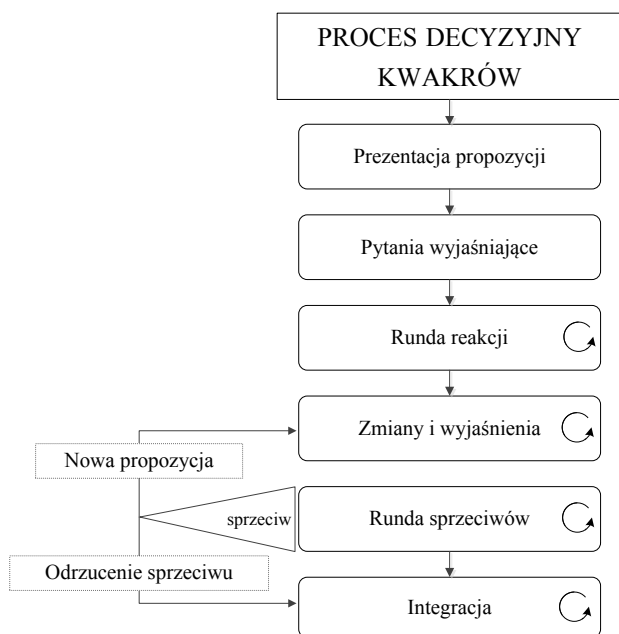 PROCES DECYZYJNY
KWAKRÓW
Prezentacja propozycji
Pytania wyjaśniające
Runda reakcji
Zmiany i wyjaśnienia
Nowa propozycja
sprzeciw
Runda sprzeciwów
Odrzucenie sprzeciwu
Integracja